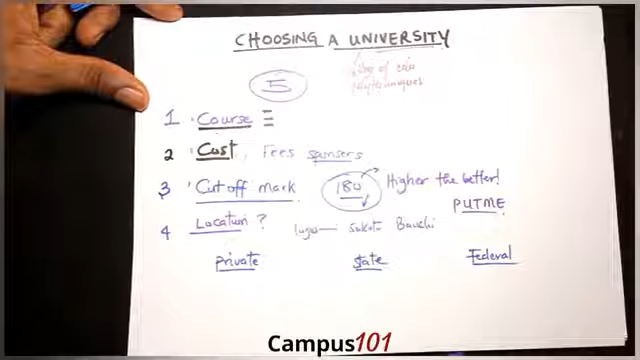 CHOOSING A UNIVERSITY
5
of
1 Course
2 Cost, Fees sponsers
3 Cut off mark 180 Higher the better!
PUTME
4 Location? lagos Sokoto Bauchi
Private State Federal
Campus101